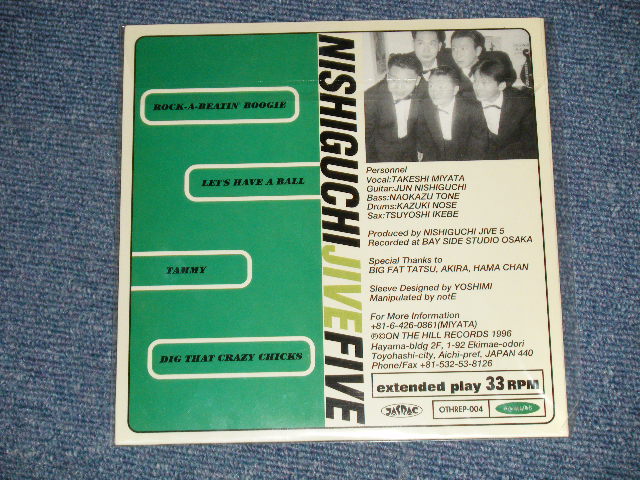 ROCK-A-BEATIN' BOOGIE
LET'S HAVE A BALL
TAMMY
DIG THAT CRAZY CHICKS
NISHIGUCHI JIVE FIVE
Personnel
Vocal:TAKESHI MIYATA
Guitar:JUN NISHIGUCHI
Bass:NAOKAZU TONE
Drums:KAZUKI NOSE
Sax:TSUYOSHI IKEBE
Produced by NISHIGUCHI JIVE 5
Recorded at BAY SIDE STUDIO OSAKA
Special Thanks to
BIG FAT TATSU, AKIRA, HAMA CHAN
Sleeve Designed by YOSHIMI
Manipulated by notE
For More Information
+81-6-426-0861(MIYATA)
℗©ON THE HILL RECORDS 1996
Hayama-bldg 2F, 1-92 Ekimae-odori
Toyohashi-city, Aichi-pref. JAPAN 440
Phone/Fax +81-532-53-8126
extended play 33 RPM
JASRAC
OTHREP-004